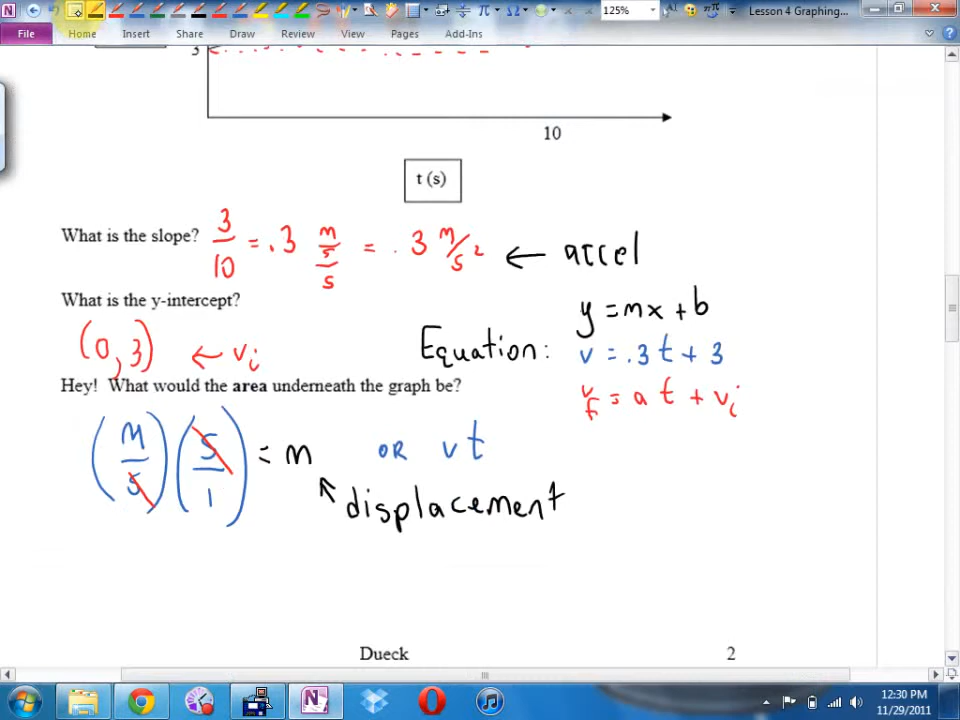 125%
Lesson 4 Graphing...
File Home Insert Share Draw Review View Pages Add-Ins
3
10
t (s)
What is the slope? 3/10 = .3 m/s/s = .3 m/s² ← accel
What is the y-intercept?
(0,3) ← vi
Equation: y = mx + b
v = .3t + 3
vf = at + vi
Hey! What would the area underneath the graph be?
(m/s)(s/1) = m OR vt
displacement
Dueck 2
12:30 PM
11/29/2011